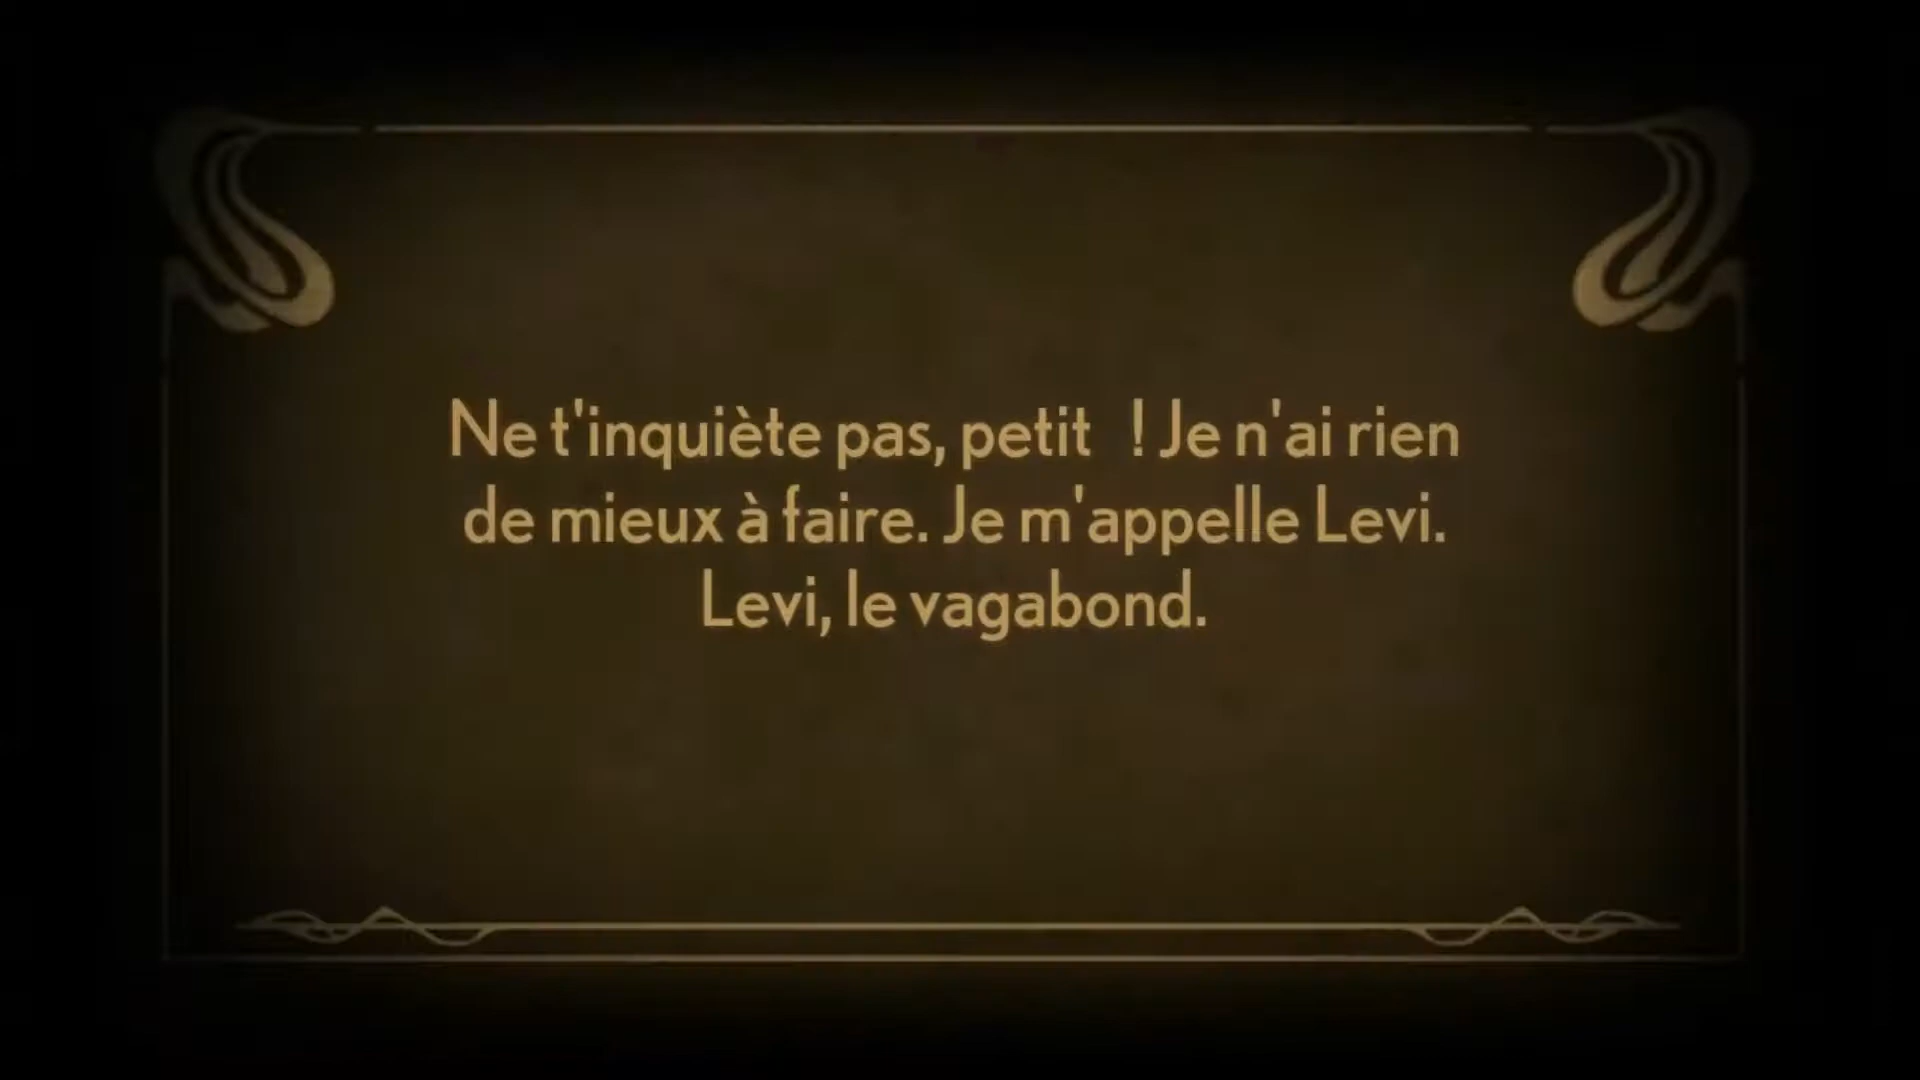 Ne t'inquiète pas, petit  ! Je n'ai rien
de mieux à faire. Je m'appelle Levi.
Levi, le vagabond.